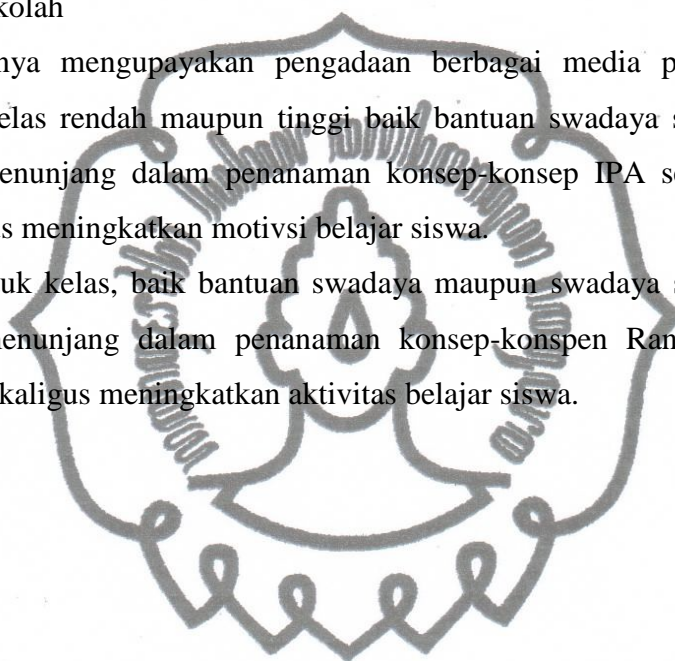 kolah
nya mengupayakan pengadaan berbagai media p
elas rendah maupun tinggi baik bantuan swadaya s
enunjang dalam penanaman konsep-konsep IPA se
us meningkatkan motivsi belajar siswa.
uk kelas, baik bantuan swadaya maupun swadaya s
nenunjang dalam penanaman konsep-konspen Ran
kaligus meningkatkan aktivitas belajar siswa.